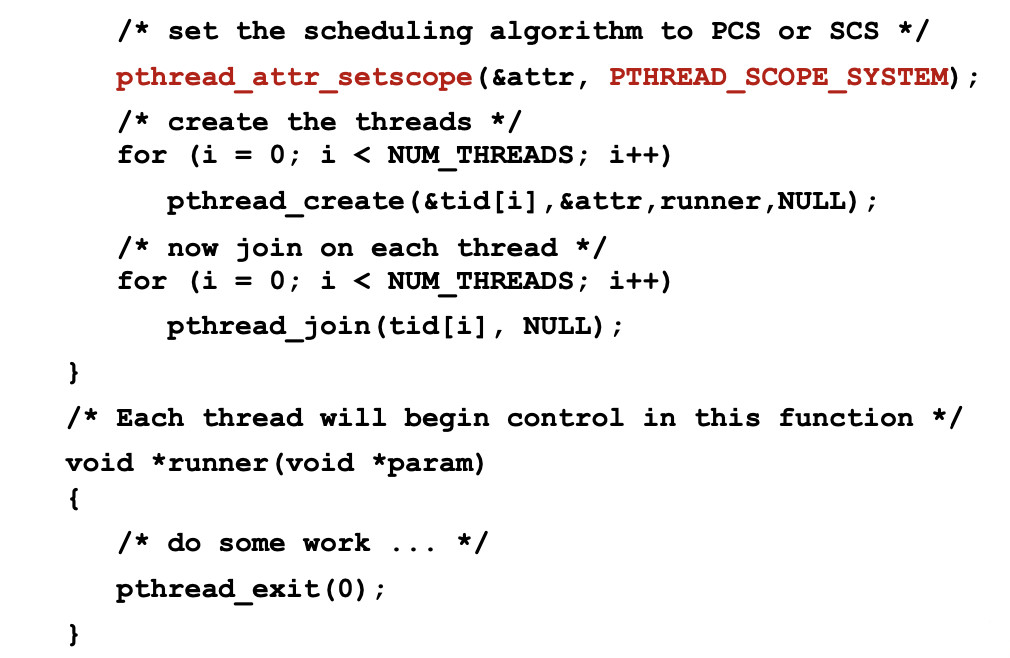 /* set the scheduling algorithm to PCS or SCS */
pthread_attr_setscope(&attr, PTHREAD_SCOPE_SYSTEM);
/* create the threads */
for (i = 0; i < NUM_THREADS; i++)
pthread_create(&tid[i],&attr,runner,NULL);
/* now join on each thread */
for (i = 0; i < NUM_THREADS; i++)
pthread_join(tid[i], NULL);
}
/* Each thread will begin control in this function */
void *runner(void *param)
{
/* do some work ... */
pthread_exit(0);
}